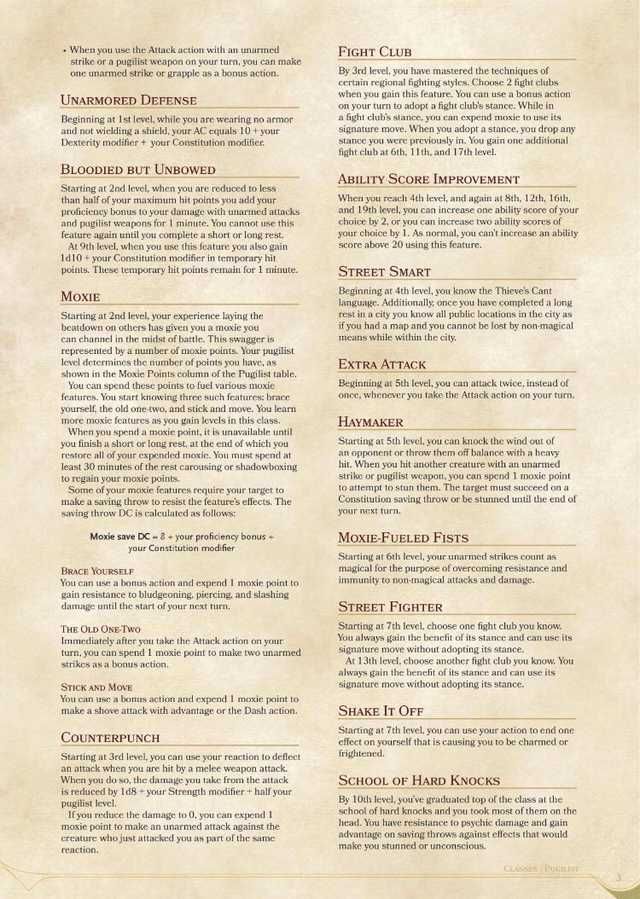 • When you use the Attack action with an unarmed
strike or a pugilist weapon on your turn, you can make
one unarmed strike or grapple as a bonus action.
Unarmored Defense
Beginning at 1st level, while you are wearing no armor
and not wielding a shield, your AC equals 10 + your
Dexterity modifier + your Constitution modifier.
Bloodied but Unbowed
Starting at 2nd level, when you are reduced to less
than half of your maximum hit points you add your
proficiency bonus to your damage with unarmed attacks
and pugilist weapons for 1 minute. You cannot use this
feature again until you complete a short or long rest.
At 9th level, when you use this feature you also gain
1d10 + your Constitution modifier in temporary hit
points. These temporary hit points remain for 1 minute.
Moxie
Starting at 2nd level, your experience laying the
beatdown on others has given you a moxie you
can channel in the midst of battle. This swagger is
represented by a number of moxie points. Your pugilist
level determines the number of points you have, as
shown in the Moxie Points column of the Pugilist table.
You can spend these points to fuel various moxie
features. You start knowing three such features: brace
yourself, the old one-two, and stick and move. You learn
more moxie features as you gain levels in this class.
When you spend a moxie point, it is unavailable until
you finish a short or long rest, at the end of which you
restore all of your expended moxie. You must spend at
least 30 minutes of the rest carousing or shadowboxing
to regain your moxie points.
Some of your moxie features require your target to
make a saving throw to resist the feature's effects. The
saving throw DC is calculated as follows:
Moxie save DC = 8 + your proficiency bonus +
your Constitution modifier
Brace Yourself
You can use a bonus action and expend 1 moxie point to
gain resistance to bludgeoning, piercing, and slashing
damage until the start of your next turn.
The Old One-Two
Immediately after you take the Attack action on your
turn, you can spend 1 moxie point to make two unarmed
strikes as a bonus action.
Stick and Move
You can use a bonus action and expend 1 moxie point to
make a shove attack with advantage or the Dash action.
Counterpunch
Starting at 3rd level, you can use your reaction to deflect
an attack when you are hit by a melee weapon attack.
When you do so, the damage you take from the attack
is reduced by 1d8 + your Strength modifier + half your
pugilist level.
If you reduce the damage to 0, you can expend 1
moxie point to make an unarmed attack against the
creature who just attacked you as part of the same
reaction.
Fight Club
By 3rd level, you have mastered the techniques of
certain regional fighting styles. Choose 2 fight clubs
when you gain this feature. You can use a bonus action
on your turn to adopt a fight club's stance. While in
a fight club's stance, you can expend moxie to use its
signature move. When you adopt a stance, you drop any
stance you were previously in. You gain one additional
fight club at 6th, 11th, and 17th level.
Ability Score Improvement
When you reach 4th level, and again at 8th, 12th, 16th,
and 19th level, you can increase one ability score of your
choice by 2, or you can increase two ability scores of
your choice by 1. As normal, you can't increase an ability
score above 20 using this feature.
Street Smart
Beginning at 4th level, you know the Thieve's Cant
language. Additionally, once you have completed a long
rest in a city you know all public locations in the city as
if you had a map and you cannot be lost by non-magical
means while within the city.
Extra Attack
Beginning at 5th level, you can attack twice, instead of
once, whenever you take the Attack action on your turn.
Haymaker
Starting at 5th level, you can knock the wind out of
an opponent or throw them off balance with a heavy
hit. When you hit another creature with an unarmed
strike or pugilist weapon, you can spend 1 moxie point
to attempt to stun them. The target must succeed on a
Constitution saving throw or be stunned until the end of
your next turn.
Moxie-Fueled Fists
Starting at 6th level, your unarmed strikes count as
magical for the purpose of overcoming resistance and
immunity to non-magical attacks and damage.
Street Fighter
Starting at 7th level, choose one fight club you know.
You always gain the benefit of its stance and can use its
signature move without adopting its stance.
At 13th level, choose another fight club you know. You
always gain the benefit of its stance and can use its
signature move without adopting its stance.
Shake It Off
Starting at 7th level, you can use your action to end one
effect on yourself that is causing you to be charmed or
frightened.
School of Hard Knocks
By 10th level, you've graduated top of the class at the
school of hard knocks and you took most of them on the
head. You have resistance to psychic damage and gain
advantage on saving throws against effects that would
make you stunned or unconscious.
Classes | Pugilist
3